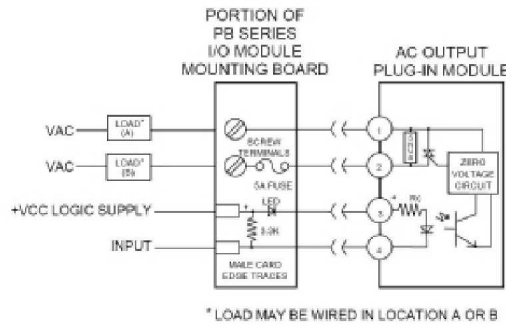 PORTION OF
PB SERIES
I/O MODULE
MOUNTING BOARD
AC OUTPUT
PLUG-IN MODULE
VAC
LOAD*
(A)
SCREW
TERMINALS
1
VAC
LOAD*
(B)
5A FUSE
2
ZERO
VOLTAGE
CIRCUIT
+VCC LOGIC SUPPLY
+
LED
3
+
3.3K
INPUT
4
MALE CARD
EDGE TRACES
* LOAD MAY BE WIRED IN LOCATION A OR B